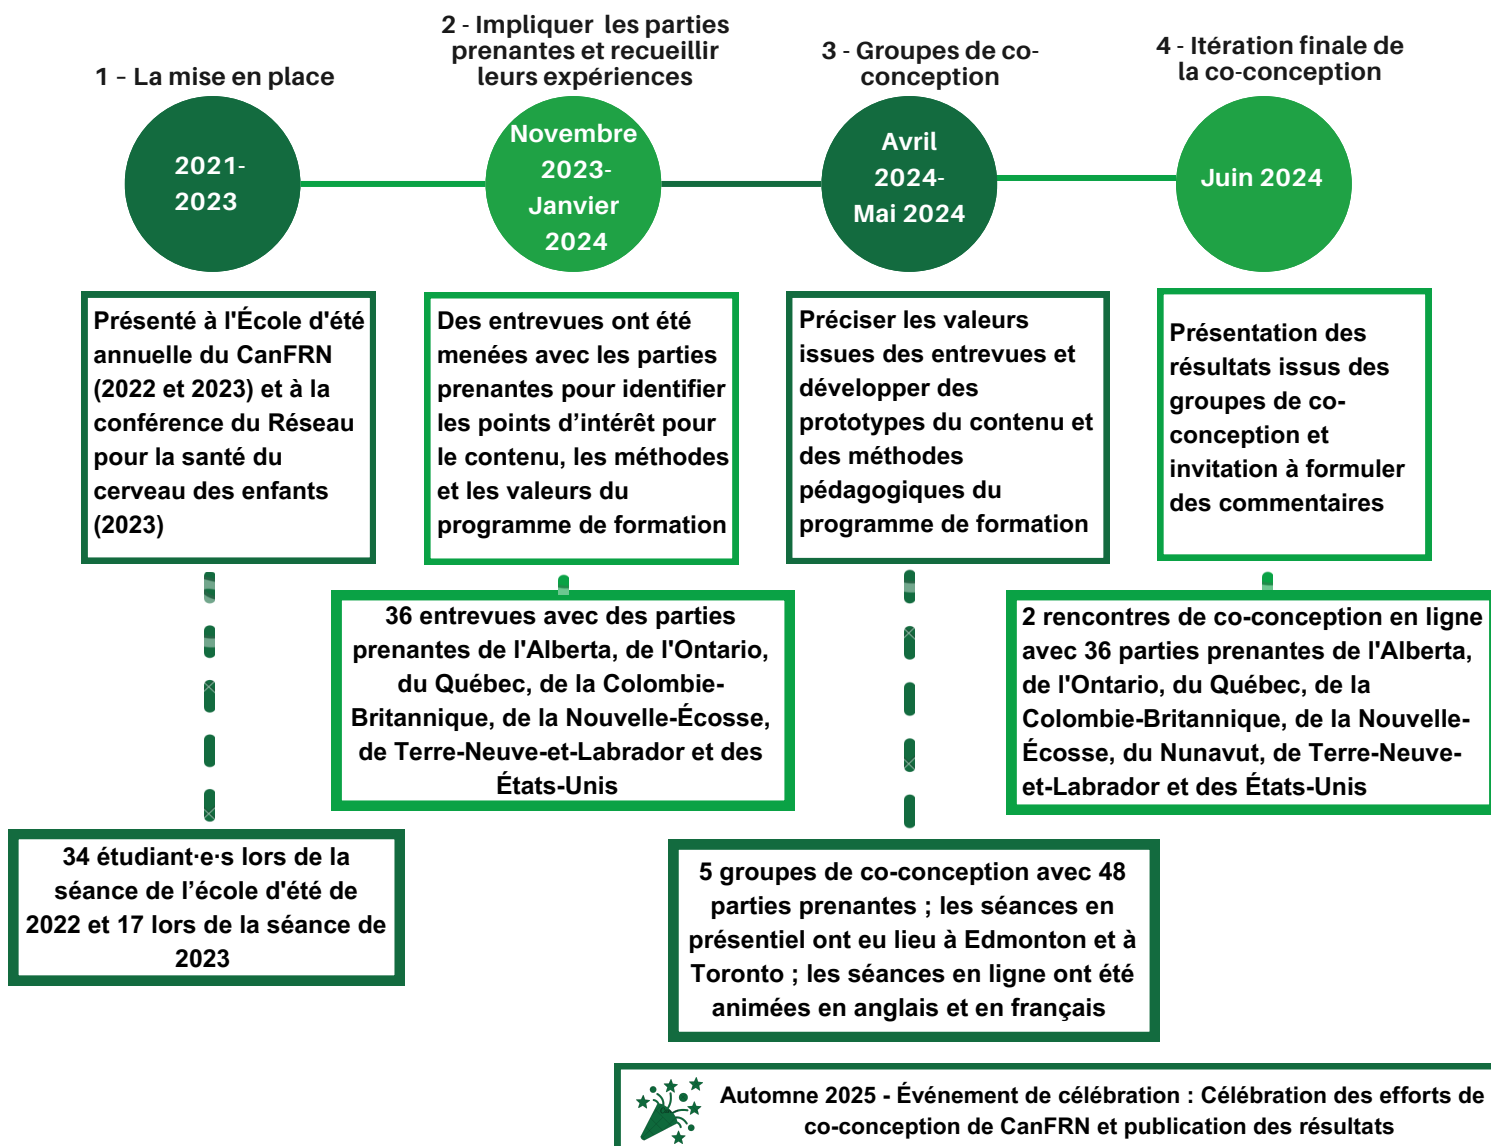 1 – La mise en place
2 - Impliquer les parties
prenantes et recueillir
leurs expériences
3 - Groupes de co-
conception
4 - Itération finale de
la co-conception
2021-
2023
Novembre
2023-
Janvier
2024
Avril
2024-
Mai 2024
Juin 2024
Présenté à l'École d'été
annuelle du CanFRN
(2022 et 2023) et à la
conférence du Réseau
pour la santé du
cerveau des enfants
(2023)
Des entrevues ont été
menées avec les parties
prenantes pour identifier
les points d’intérêt pour
le contenu, les méthodes
et les valeurs du
programme de formation
Préciser les valeurs
issues des entrevues et
développer des
prototypes du contenu et
des méthodes
pédagogiques du
programme de formation
Présentation des
résultats issus des
groupes de co-
conception et
invitation à formuler
des commentaires
36 entrevues avec des parties
prenantes de l'Alberta, de l'Ontario,
du Québec, de la Colombie-
Britannique, de la Nouvelle-Écosse,
de Terre-Neuve-et-Labrador et des
États-Unis
2 rencontres de co-conception en ligne
avec 36 parties prenantes de l'Alberta,
de l'Ontario, du Québec, de la
Colombie-Britannique, de la Nouvelle-
Écosse, du Nunavut, de Terre-Neuve-
et-Labrador et des États-Unis
34 étudiant·e·s lors de la
séance de l’école d'été de
2022 et 17 lors de la séance de
2023
5 groupes de co-conception avec 48
parties prenantes ; les séances en
présentiel ont eu lieu à Edmonton et à
Toronto ; les séances en ligne ont été
animées en anglais et en français
Automne 2025 - Événement de célébration : Célébration des efforts de
co-conception de CanFRN et publication des résultats